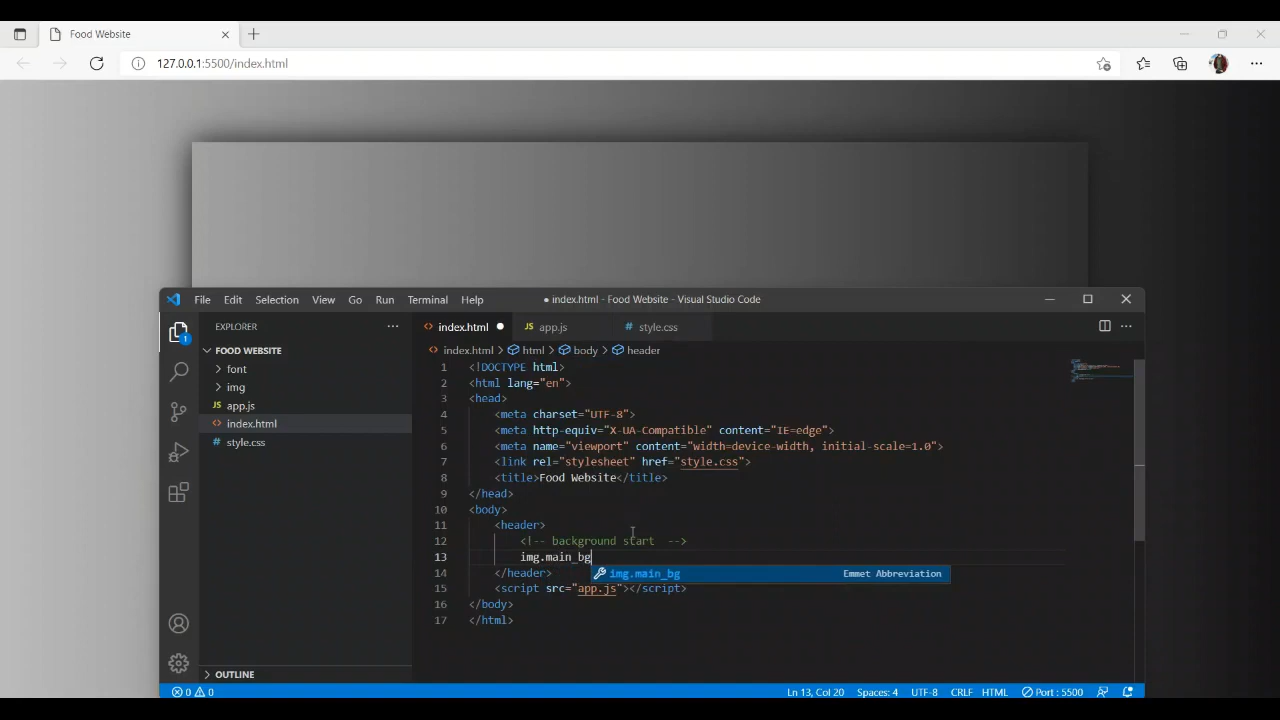 Food Website
127.0.0.1:5500/index.html
File Edit Selection View Go Run Terminal Help
● index.html - Food Website - Visual Studio Code
EXPLORER
FOOD WEBSITE
font
img
app.js
index.html
style.css
OUTLINE
index.html
JS app.js
# style.css
index.html > html > body > header
1 <!DOCTYPE html>
2 <html lang="en">
3 <head>
4 <meta charset="UTF-8">
5 <meta http-equiv="X-UA-Compatible" content="IE=edge">
6 <meta name="viewport" content="width=device-width, initial-scale=1.0">
7 <link rel="stylesheet" href="style.css">
8 <title>Food Website</title>
9 </head>
10 <body>
11 <header>
12 <!-- background start -->
13 img.main_bg
img.main_bg Emmet Abbreviation
14 </header>
15 <script src="app.js"></script>
16 </body>
17 </html>
0 0 Ln 13, Col 20 Spaces: 4 UTF-8 CRLF HTML Port : 5500